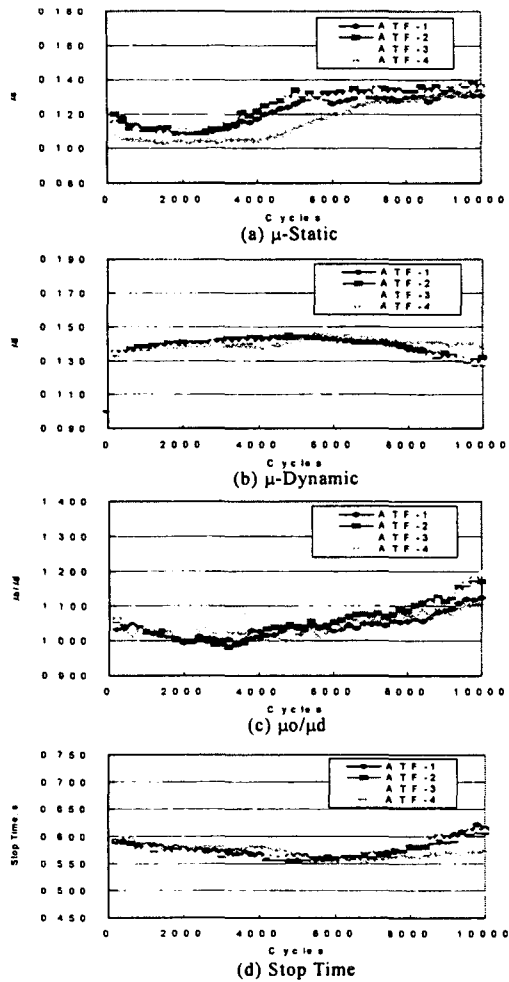 0 180
0 160
0 140
0 120
0 100
0 080
μs
0 2000 4000 6000 8000 10000
Cycles
ATF-1
ATF-2
ATF-3
ATF-4
(a) μ-Static
0 190
0 170
0 150
0 130
0 110
0 090
μd
0 2000 4000 6000 8000 10000
Cycles
ATF-1
ATF-2
ATF-3
ATF-4
(b) μ-Dynamic
1 400
1 300
1 200
1 100
1 000
0 900
μo/μd
0 2000 4000 6000 8000 10000
Cycles
ATF-1
ATF-2
ATF-3
ATF-4
(c) μo/μd
0 750
0 700
0 650
0 600
0 550
0 500
0 450
Stop Time, s
0 2000 4000 6000 8000 10000
Cycles
ATF-1
ATF-2
ATF-3
ATF-4
(d) Stop Time